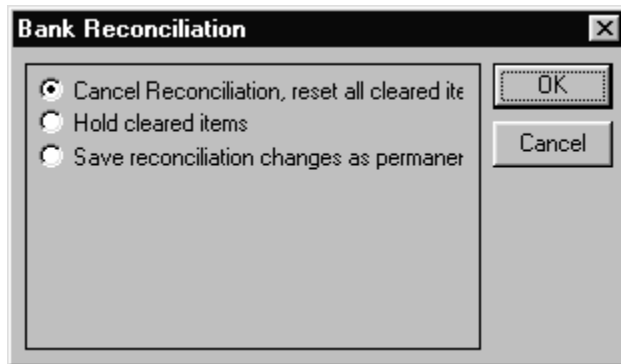 Bank Reconciliation
Cancel Reconciliation, reset all cleared ite
OK
Hold cleared items
Save reconciliation changes as permaner
Cancel